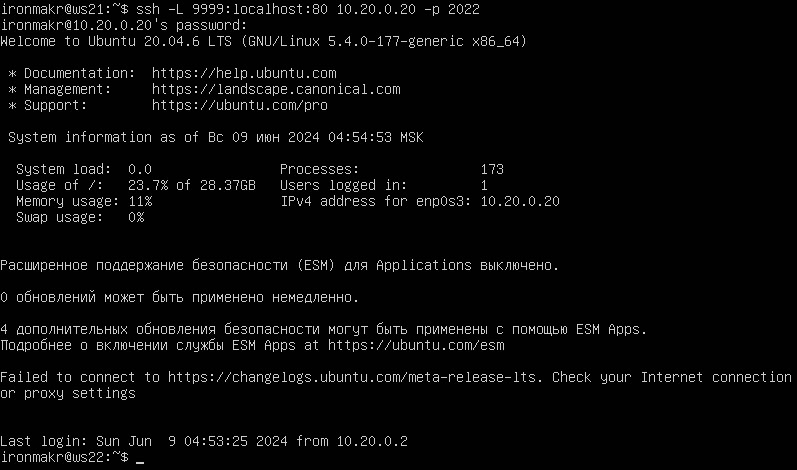 ironmakr@ws21:~$ ssh -L 9999:localhost:80 10.20.0.20 -p 2022
ironmakr@10.20.0.20's password:
Welcome to Ubuntu 20.04.6 LTS (GNU/Linux 5.4.0-177-generic x86_64)
* Documentation:  https://help.ubuntu.com
* Management:     https://landscape.canonical.com
* Support:        https://ubuntu.com/pro
System information as of Вс 09 июн 2024 04:54:53 MSK
System load:  0.0                Processes:               173
Usage of /:   23.7% of 28.37GB   Users logged in:         1
Memory usage: 11%                IPv4 address for enp0s3: 10.20.0.20
Swap usage:   0%
Расширенное поддержание безопасности (ESM) для Applications выключено.
0 обновлений может быть применено немедленно.
4 дополнительных обновления безопасности могут быть применены с помощью ESM Apps.
Подробнее о включении службы ESM Apps at https://ubuntu.com/esm
Failed to connect to https://changelogs.ubuntu.com/meta-release-lts. Check your Internet connection
or proxy settings
Last login: Sun Jun  9 04:53:25 2024 from 10.20.0.2
ironmakr@ws22:~$ _